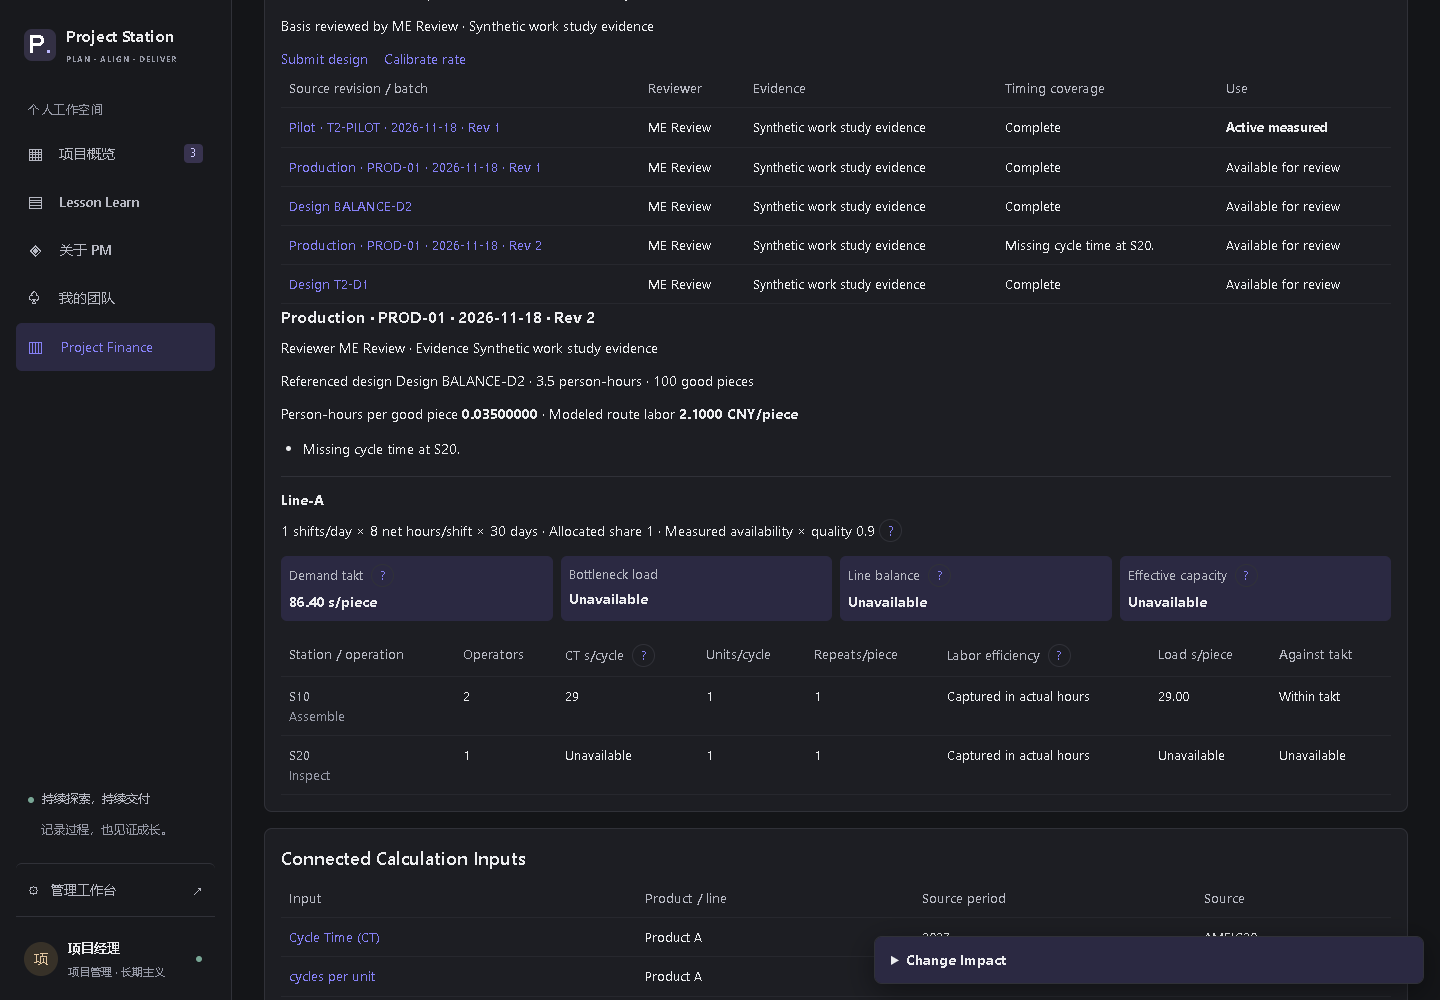 P.
Project Station
PLAN · ALIGN · DELIVER
个人工作空间
项目概览
3
Lesson Learn
关于 PM
我的团队
Project Finance
持续探索，持续交付
记录过程，也见证成长。
管理工作台
项
项目经理
项目管理 · 长期主义
Basis reviewed by ME Review · Synthetic work study evidence
Submit design Calibrate rate
Source revision / batch Reviewer Evidence Timing coverage Use
Pilot · T2-PILOT · 2026-11-18 · Rev 1 ME Review Synthetic work study evidence Complete Active measured
Production · PROD-01 · 2026-11-18 · Rev 1 ME Review Synthetic work study evidence Complete Available for review
Design BALANCE-D2 ME Review Synthetic work study evidence Complete Available for review
Production · PROD-01 · 2026-11-18 · Rev 2 ME Review Synthetic work study evidence Missing cycle time at S20. Available for review
Design T2-D1 ME Review Synthetic work study evidence Complete Available for review
Production · PROD-01 · 2026-11-18 · Rev 2
Reviewer ME Review · Evidence Synthetic work study evidence
Referenced design Design BALANCE-D2 · 3.5 person-hours · 100 good pieces
Person-hours per good piece 0.03500000 · Modeled route labor 2.1000 CNY/piece
• Missing cycle time at S20.
Line-A
1 shifts/day × 8 net hours/shift × 30 days · Allocated share 1 · Measured availability × quality 0.9 ?
Demand takt ? Bottleneck load Line balance ? Effective capacity ?
86.40 s/piece Unavailable Unavailable Unavailable
Station / operation Operators CT s/cycle ? Units/cycle Repeats/piece Labor efficiency ? Load s/piece Against takt
S10 2 29 1 1 Captured in actual hours 29.00 Within takt
Assemble
S20 1 Unavailable 1 1 Captured in actual hours Unavailable Unavailable
Inspect
Connected Calculation Inputs
Input Product / line Source period Source
Cycle Time (CT) Product A
cycles per unit Product A
Change Impact